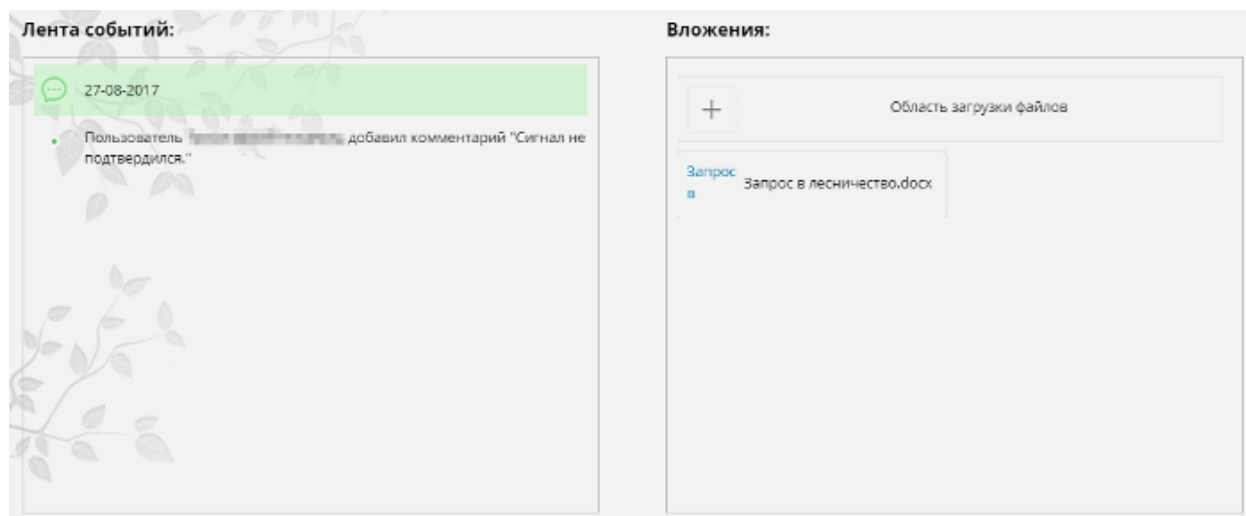 Лента событий:
27-08-2017
Пользователь добавил комментарий "Сигнал не
подтвердился."
Вложения:
Область загрузки файлов
Запрос
в
Запрос в лесничество.docx